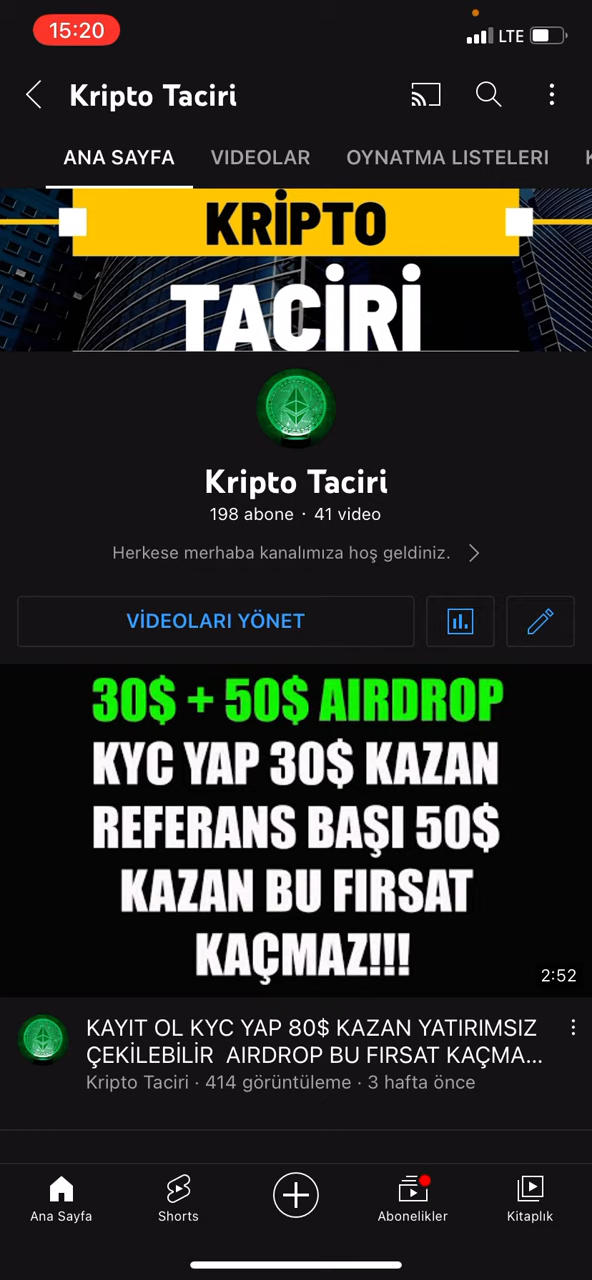 15:20
LTE
Kripto Taciri
ANA SAYFA VIDEOLAR OYNATMA LISTELERI
KRİPTO
TACİRİ
Kripto Taciri
198 abone · 41 video
Herkese merhaba kanalımıza hoş geldiniz.
VİDEOLARI YÖNET
30$ + 50$ AIRDROP
KYC YAP 30$ KAZAN
REFERANS BAŞI 50$
KAZAN BU FIRSAT
KAÇMAZ!!!
2:52
KAYIT OL KYC YAP 80$ KAZAN YATIRIMSIZ
ÇEKİLEBİLİR AIRDROP BU FIRSAT KAÇMA...
Kripto Taciri · 414 görüntüleme · 3 hafta önce
Ana Sayfa Shorts Abonelikler Kitaplık